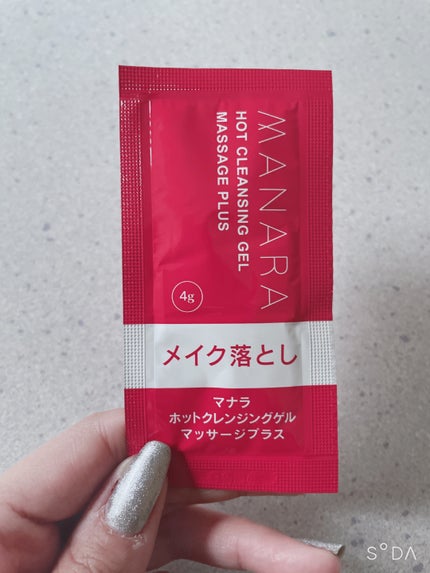 MANARA
HOT CLEANSING GEL
MASSAGE PLUS
4g
メイク落とし
マナラ
ホットクレンジングゲル
マッサージプラス
SODA